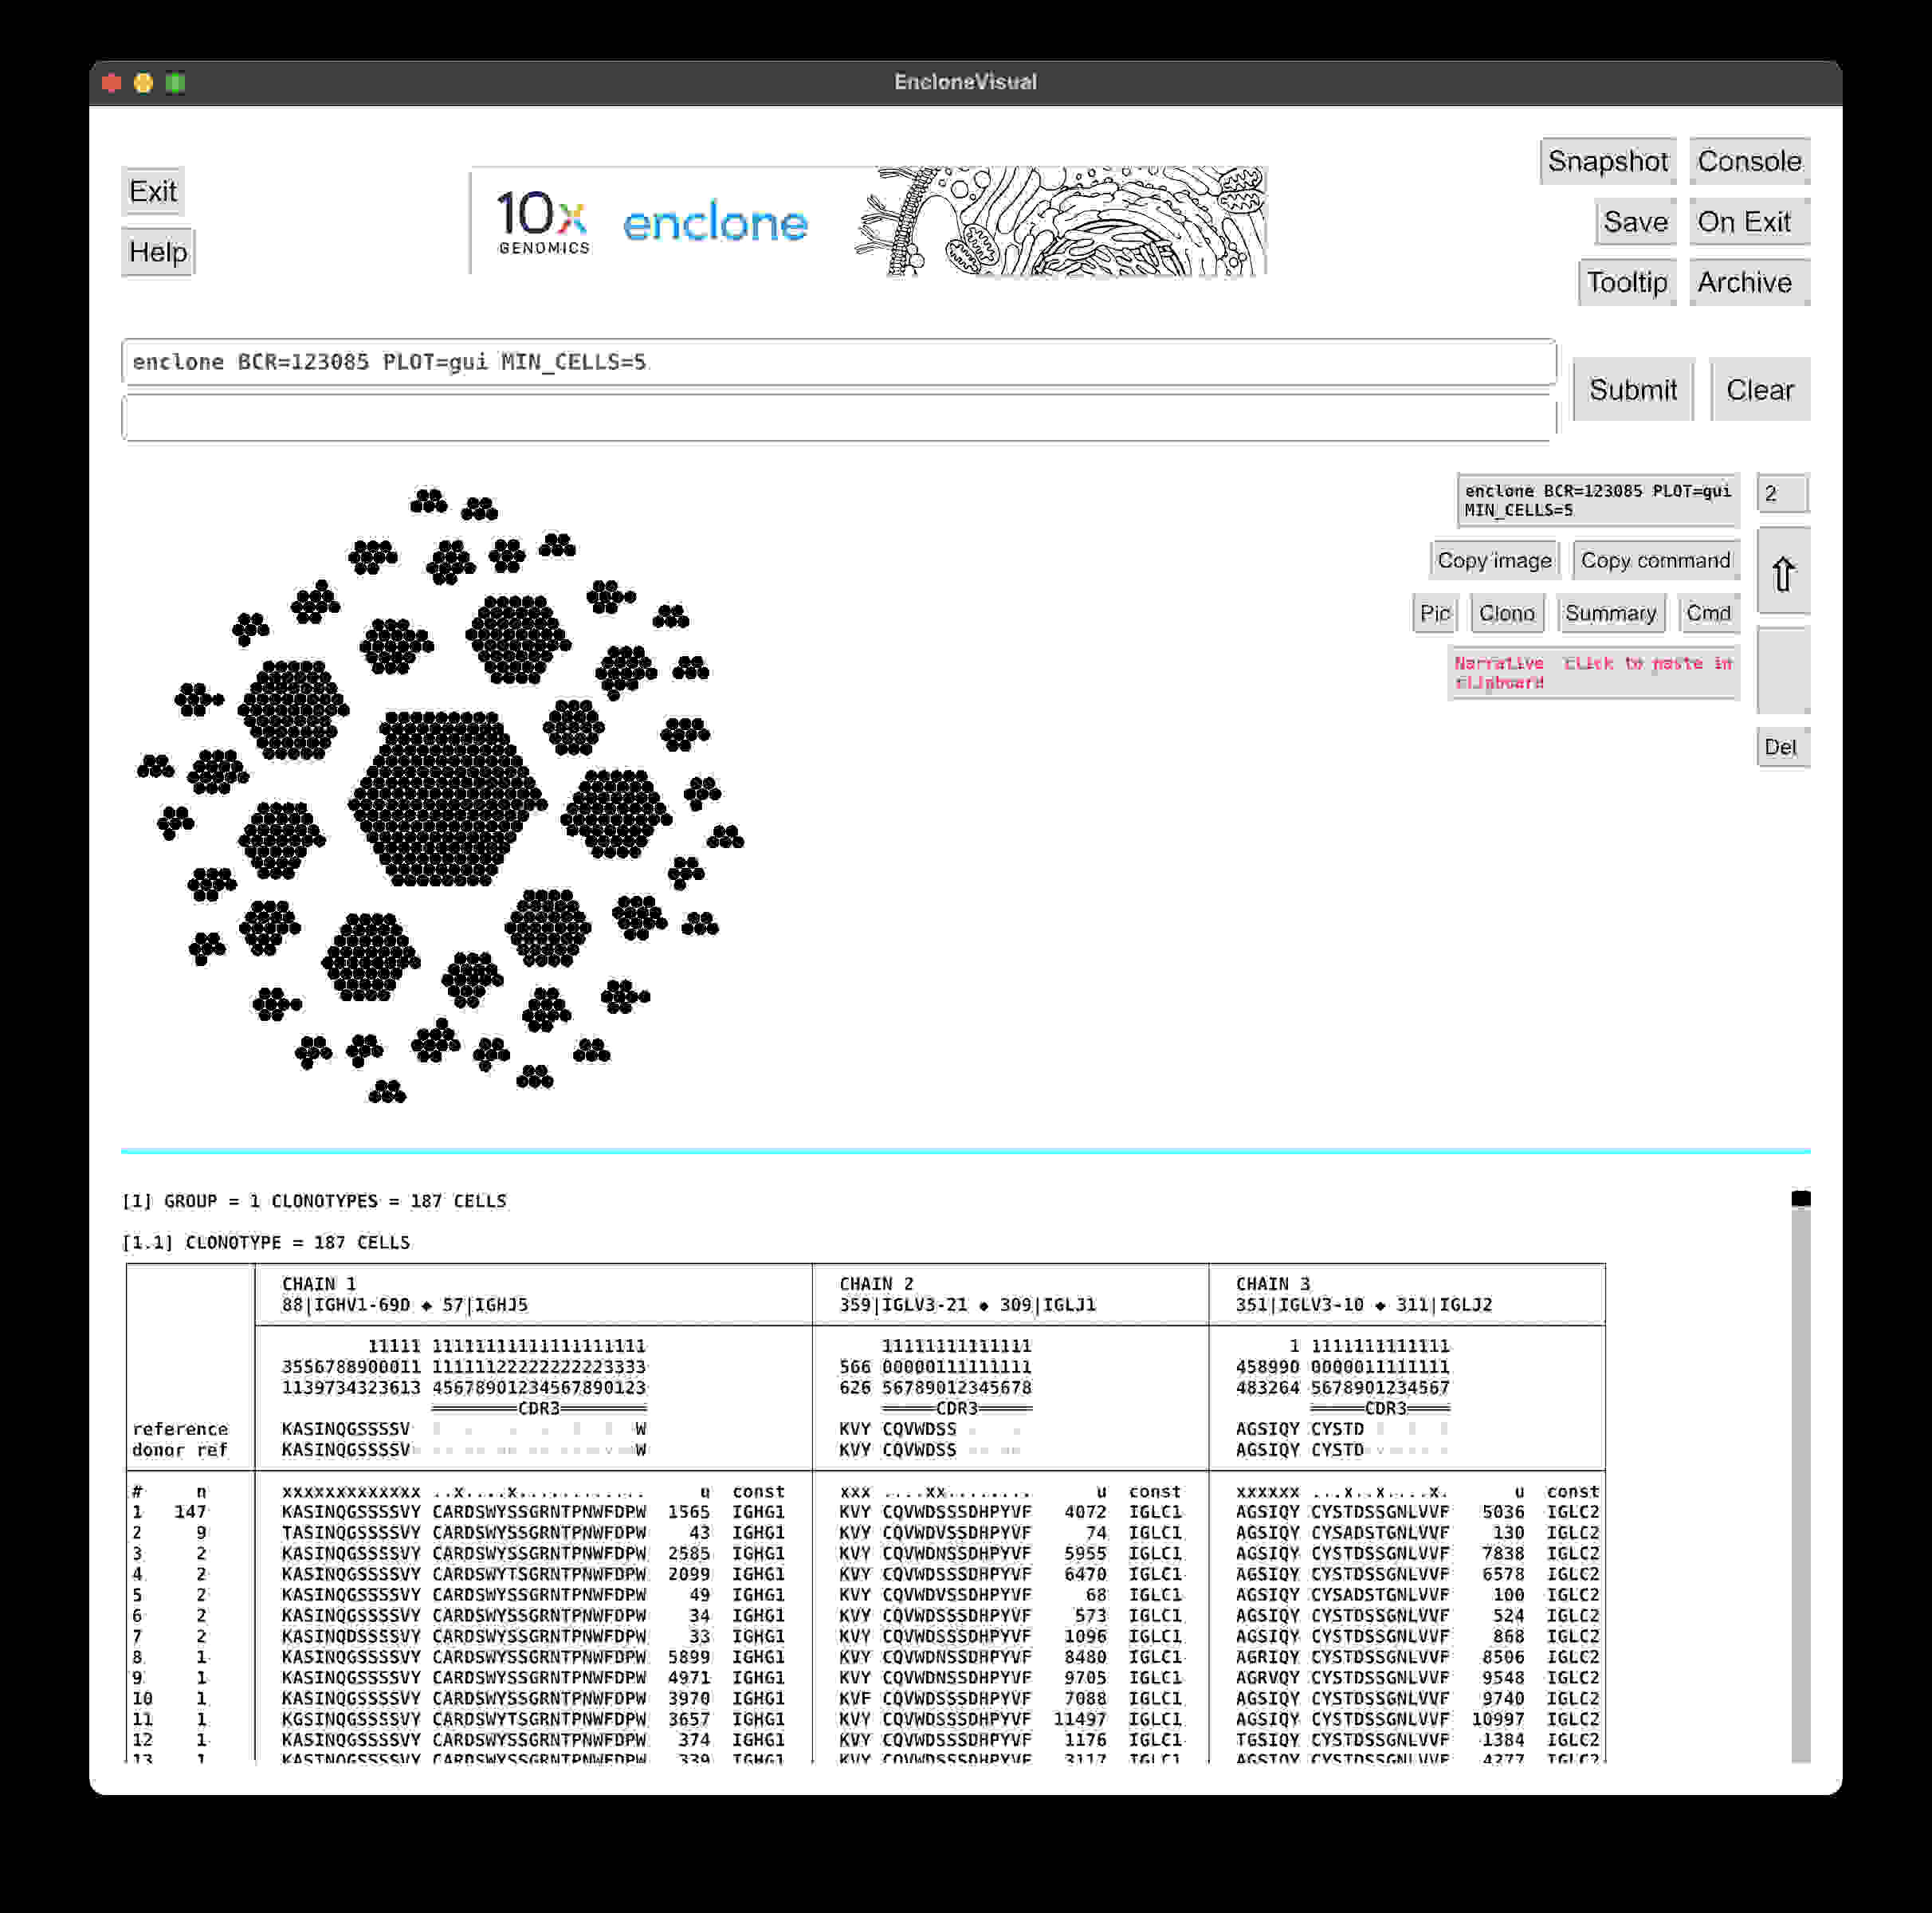 EncloneVisual
Exit
Help
10x GENOMICS enclone
Snapshot Console
Save On Exit
Tooltip Archive
enclone BCR=123085 PLOT=gui MIN_CELLS=5
Submit Clear
enclone BCR=123085 PLOT=gui
MIN_CELLS=5
2
Copy image Copy command
⇧
Pic Clono Summary Cmd
Narrative click to paste in
clipboard
Del
[1] GROUP = 1 CLONOTYPES = 187 CELLS
[1.1] CLONOTYPE = 187 CELLS
CHAIN 1 CHAIN 2 CHAIN 3
88|IGHV1-69D ◆ 57|IGHJ5 359|IGLV3-21 ◆ 309|IGLJ1 351|IGLV3-10 ◆ 311|IGLJ2
11111 11111111111111111111 11111111111111 1 1111111111111
3556788900011 11111122222222223333 566 00000111111111 458990 0000011111111
1139734323613 45678901234567890123 626 56789012345678 483264 5678901234567
CDR3 CDR3 CDR3
reference KASINQGSSSSV W KVY CQVWDSS AGSIQY CYSTD
donor ref KASINQGSSSSV W KVY CQVWDSS AGSIQY CYSTD
# n xxxxxxxxxxxxx ..x....x............ u const xxx ....xx........ u const xxxxxx ...x..x....x. u const
1 147 KASINQGSSSSVY CARDSWYSSGRNTPNWFDPW 1565 IGHG1 KVY CQVWDSSSDHPYVF 4072 IGLC1 AGSIQY CYSTDSSGNLVVF 5036 IGLC2
2 9 TASINQGSSSSVY CARDSWYSSGRNTPNWFDPW 43 IGHG1 KVY CQVWDVSSDHPYVF 74 IGLC1 AGSIQY CYSADSTGNLVVF 130 IGLC2
3 2 KASINQGSSSSVY CARDSWYSSGRNTPNWFDPW 2585 IGHG1 KVY CQVWDNSSDHPYVF 5955 IGLC1 AGSIQY CYSTDSSGNLVVF 7838 IGLC2
4 2 KASINQGSSSSVY CARDSWYTSGRNTPNWFDPW 2099 IGHG1 KVY CQVWDSSSDHPYVF 6470 IGLC1 AGSIQY CYSTDSSGNLVVF 6578 IGLC2
5 2 KASINQGSSSSVY CARDSWYSSGRNTPNWFDPW 49 IGHG1 KVY CQVWDVSSDHPYVF 68 IGLC1 AGSIQY CYSADSTGNLVVF 100 IGLC2
6 2 KASINQGSSSSVY CARDSWYSSGRNTPNWFDPW 34 IGHG1 KVY CQVWDSSSDHPYVF 573 IGLC1 AGSIQY CYSTDSSGNLVVF 524 IGLC2
7 2 KASINQDSSSSVY CARDSWYSSGRNTPNWFDPW 33 IGHG1 KVY CQVWDSSSDHPYVF 1096 IGLC1 AGSIQY CYSTDSSGNLVVF 868 IGLC2
8 1 KASINQGSSSSVY CARDSWYSSGRNTPNWFDPW 5899 IGHG1 KVY CQVWDNSSDHPYVF 8480 IGLC1 AGRIQY CYSTDSSGNLVVF 8506 IGLC2
9 1 KASINQGSSSSVY CARDSWYSSGRNTPNWFDPW 4971 IGHG1 KVY CQVWDNSSDHPYVF 9705 IGLC1 AGRVQY CYSTDSSGNLVVF 9548 IGLC2
10 1 KASINQGSSSSVY CARDSWYSSGRNTPNWFDPW 3970 IGHG1 KVF CQVWDSSSDHPYVF 7088 IGLC1 AGSIQY CYSTDSSGNLVVF 9740 IGLC2
11 1 KGSINQGSSSSVY CARDSWYTSGRNTPNWFDPW 3657 IGHG1 KVY CQVWDSSSDHPYVF 11497 IGLC1 AGSIQY CYSTDSSGNLVVF 10997 IGLC2
12 1 KASINQGSSSSVY CARDSWYSSGRNTPNWFDPW 374 IGHG1 KVY CQVWDSSSDHPYVF 1176 IGLC1 TGSIQY CYSTDSSGNLVVF 1384 IGLC2
13 1 KASINQGSSSSVY CARDSWYSSGRNTPNWFDPW 339 IGHG1 KVY CQVWDSSSDHPYVF 3117 IGLC1 AGSIQY CYSTDSSGNLVVF 4277 IGLC2